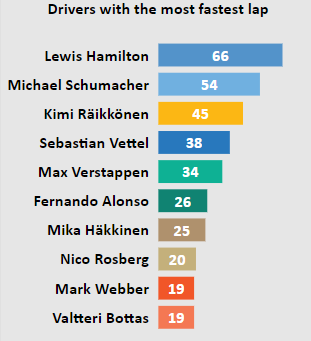 Drivers with the most fastest lap
Lewis Hamilton 66
Michael Schumacher 54
Kimi Räikkönen 45
Sebastian Vettel 38
Max Verstappen 34
Fernando Alonso 26
Mika Häkkinen 25
Nico Rosberg 20
Mark Webber 19
Valtteri Bottas 19